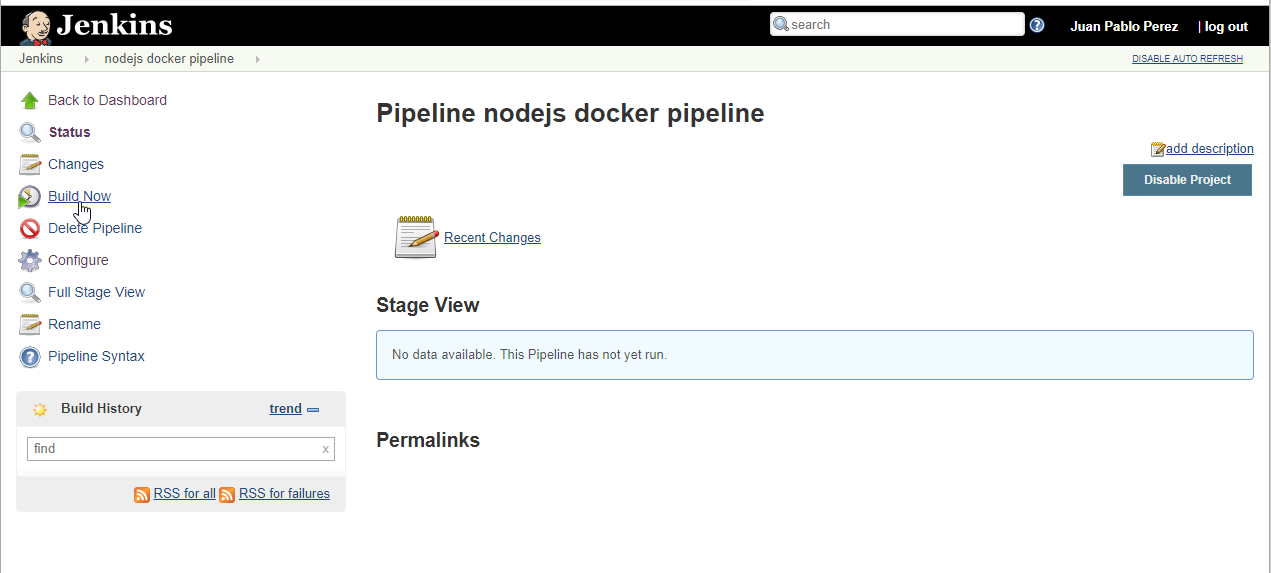 Jenkins
search
Juan Pablo Perez | log out
Jenkins nodejs docker pipeline
DISABLE AUTO REFRESH
Back to Dashboard
Status
Changes
Build Now
Delete Pipeline
Configure
Full Stage View
Rename
Pipeline Syntax
Build History trend
find x
RSS for all RSS for failures
Pipeline nodejs docker pipeline
add description
Disable Project
Recent Changes
Stage View
No data available. This Pipeline has not yet run.
Permalinks